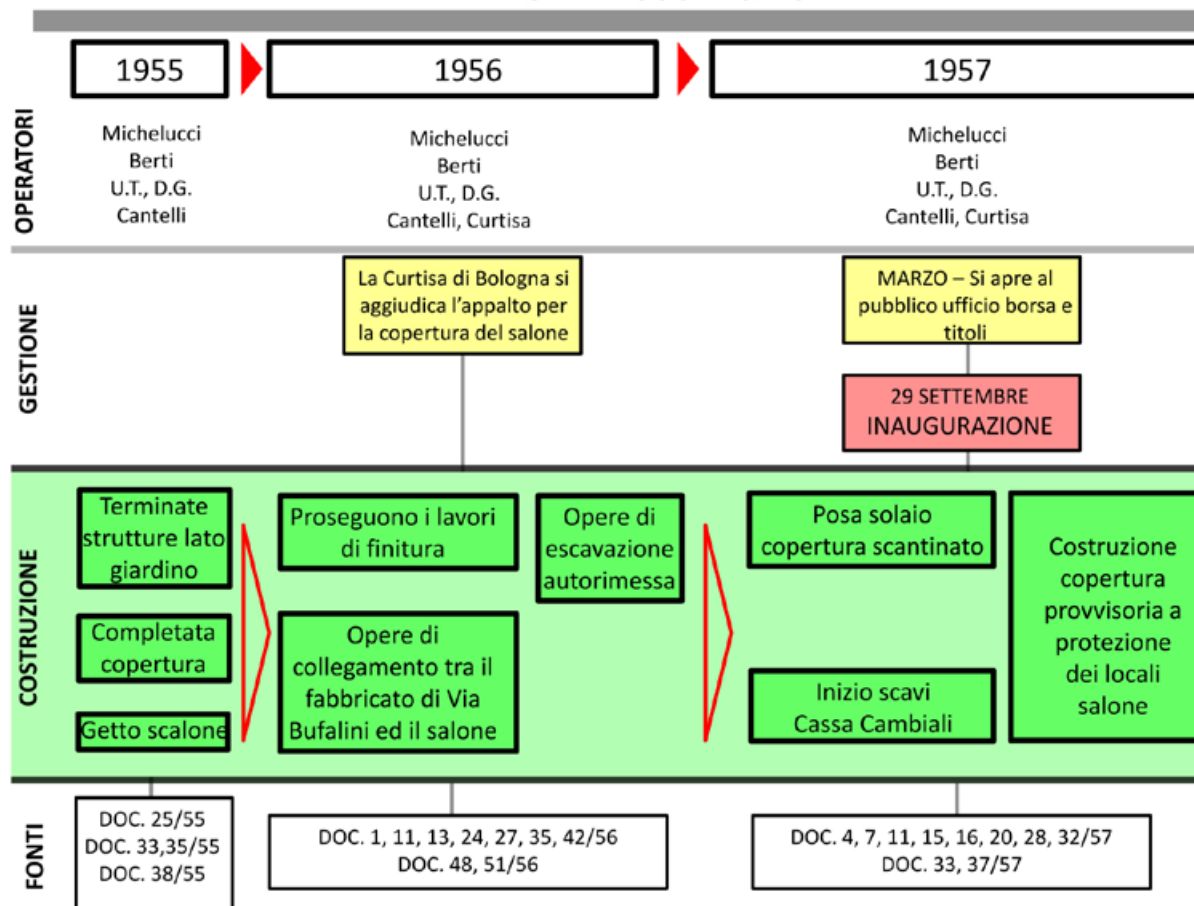 1955
1956
1957
OPERATORI
Michelucci
Berti
U.T., D.G.
Cantelli
Michelucci
Berti
U.T., D.G.
Cantelli, Curtisa
Michelucci
Berti
U.T., D.G.
Cantelli, Curtisa
GESTIONE
La Curtisa di Bologna si
aggiudica l'appalto per
la copertura del salone
MARZO – Si apre al
pubblico ufficio borsa e
titoli
29 SETTEMBRE
INAUGURAZIONE
COSTRUZIONE
Terminate
strutture lato
giardino
Completata
copertura
Getto scalone
Proseguono i lavori
di finitura
Opere di
collegamento tra il
fabbricato di Via
Bufalini ed il salone
Opere di
escavazione
autorimessa
Posa solaio
copertura scantinato
Inizio scavi
Cassa Cambiali
Costruzione
copertura
provvisoria a
protezione
dei locali
salone
FONTI
DOC. 25/55
DOC. 33,35/55
DOC. 38/55
DOC. 1, 11, 13, 24, 27, 35, 42/56
DOC. 48, 51/56
DOC. 4, 7, 11, 15, 16, 20, 28, 32/57
DOC. 33, 37/57